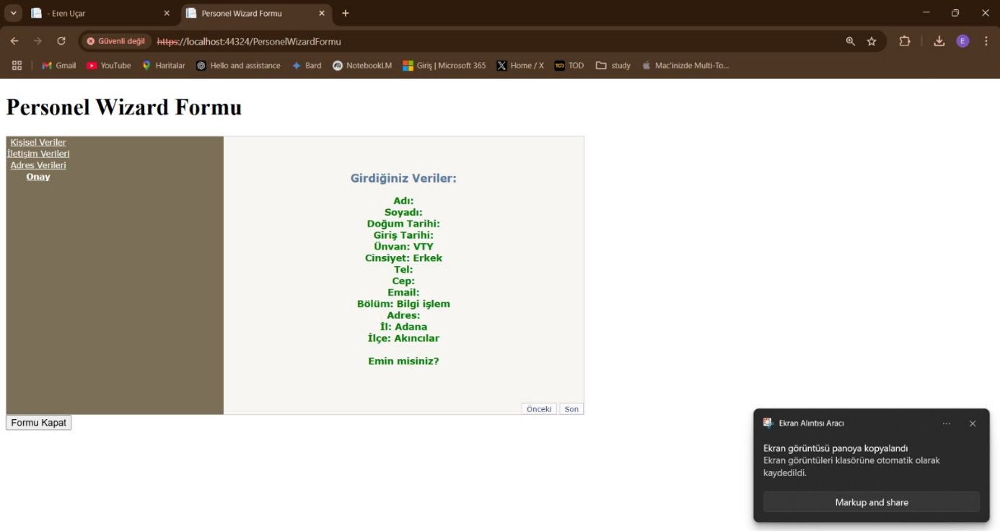 - Eren Uçar
Personel Wizard Formu
Güvenli değil https://localhost:44324/PersonelWizardFormu
E
Gmail YouTube Haritalar Hello and assistance Bard NotebookLM Giriş | Microsoft 365 Home / X TOD study Mac'inizde Multi-To...
Personel Wizard Formu
Kişisel Veriler
İletişim Verileri
Adres Verileri
Onay
Girdiğiniz Veriler:
Adı:
Soyadı:
Doğum Tarihi:
Giriş Tarihi:
Ünvan: VTY
Cinsiyet: Erkek
Tel:
Cep:
Email:
Bölüm: Bilgi işlem
Adres:
İl: Adana
İlçe: Akıncılar
Emin misiniz?
Önceki Son
Formu Kapat
Ekran Alıntısı Aracı
Ekran görüntüsü panoya kopyalandı
Ekran görüntüleri klasörüne otomatik olarak
kaydedildi.
Markup and share